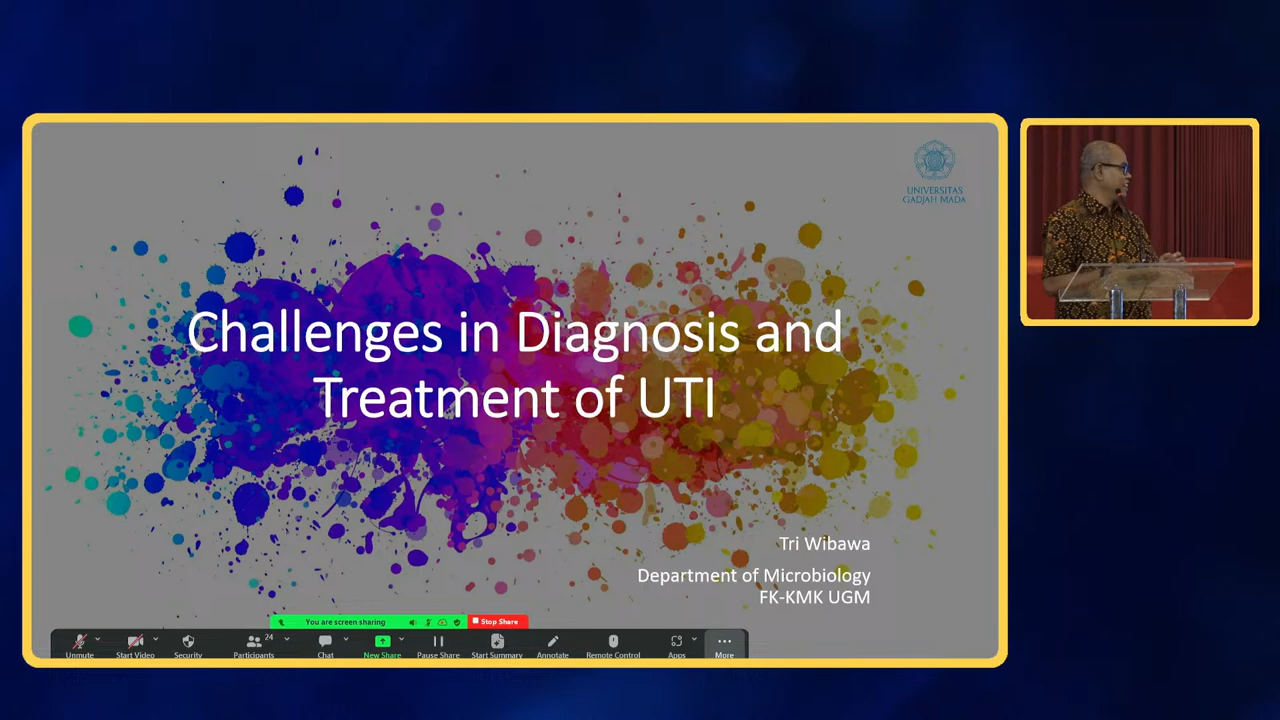 UNIVERSITAS
GADJAH MADA
Challenges in Diagnosis and
Treatment of UTI
Tri Wibawa
Department of Microbiology
FK-KMK UGM
You are screen sharing
Stop Share
Unmute
Start Video
Security
Participants
24
Chat
New Share
Pause Share
Start Summary
Annotate
Remote Control
Apps
More